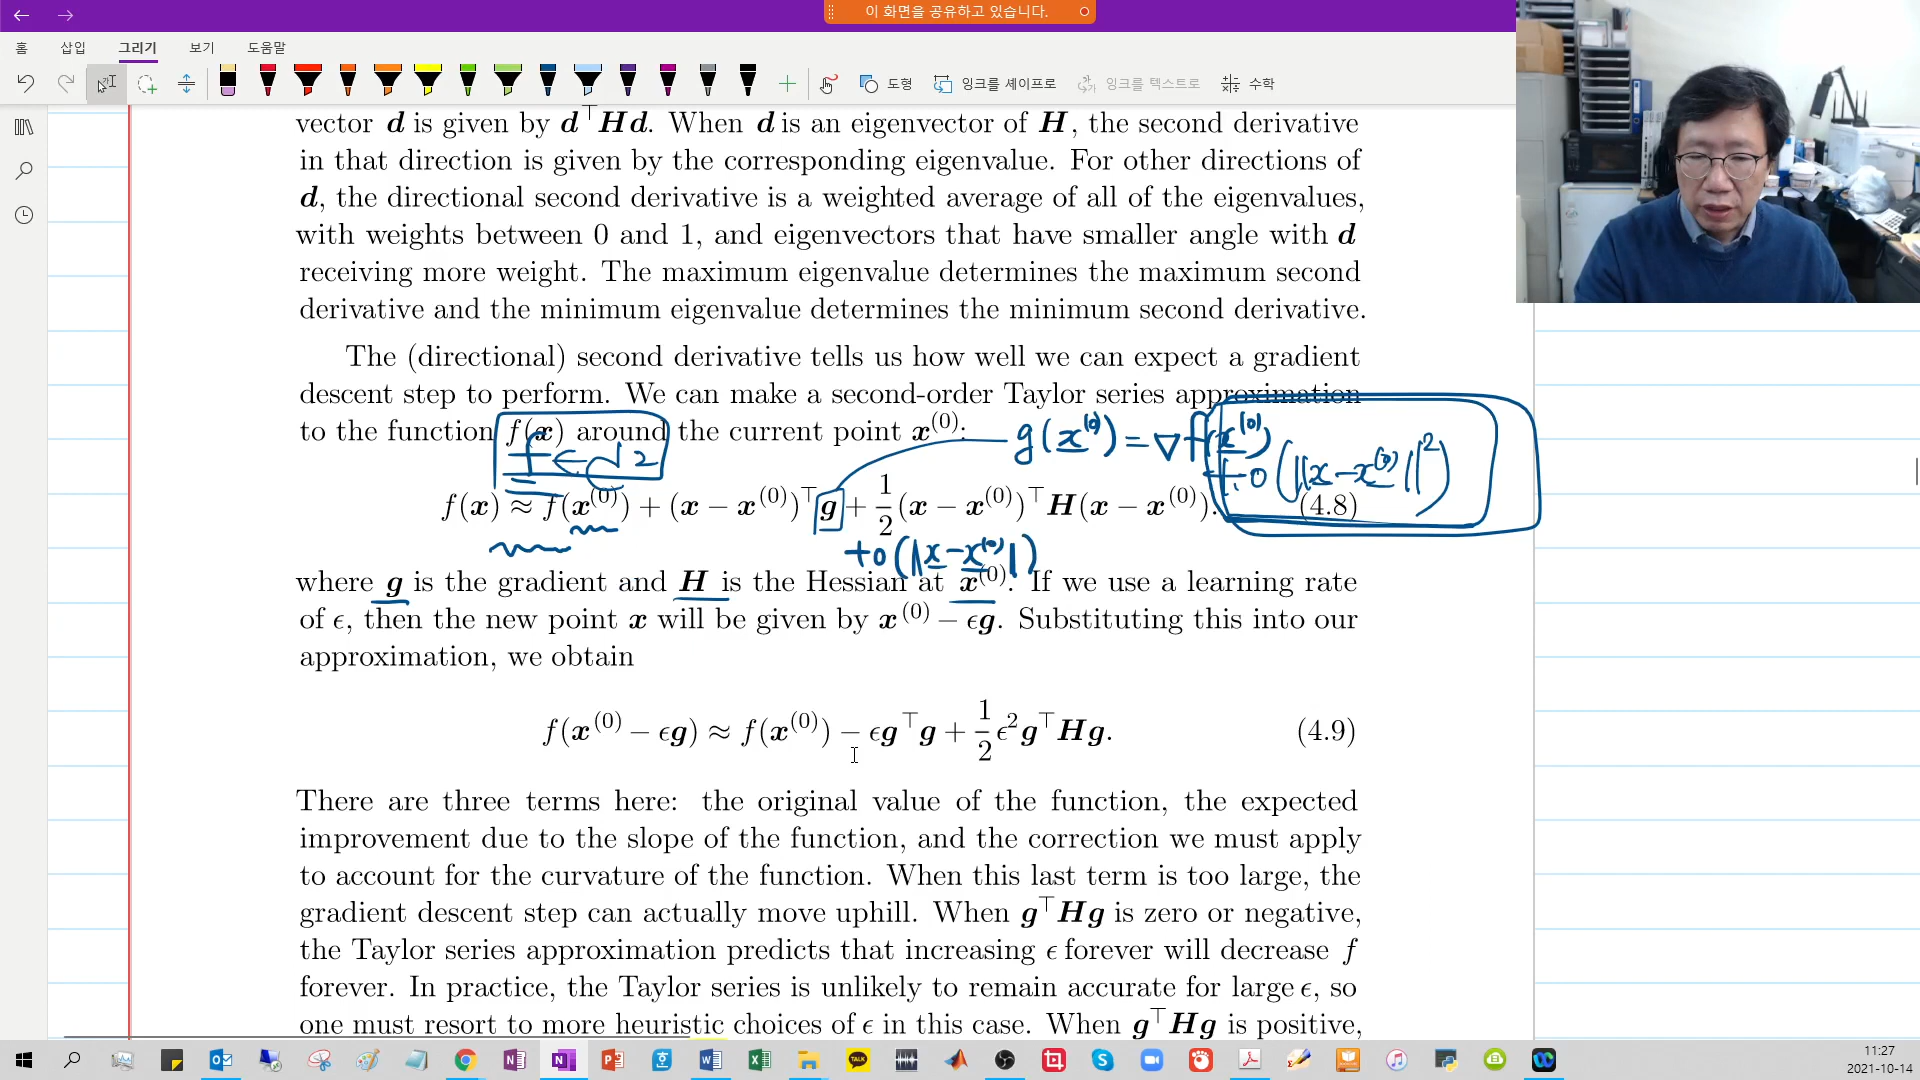 이 화면을 공유하고 있습니다.
홈 삽입 그리기 보기 도움말
도형 잉크를 셰이프로 잉크를 텍스트로 수학
vector d is given by d⊤Hd. When d is an eigenvector of H, the second derivative
in that direction is given by the corresponding eigenvalue. For other directions of
d, the directional second derivative is a weighted average of all of the eigenvalues,
with weights between 0 and 1, and eigenvectors that have smaller angle with d
receiving more weight. The maximum eigenvalue determines the maximum second
derivative and the minimum eigenvalue determines the minimum second derivative.
The (directional) second derivative tells us how well we can expect a gradient
descent step to perform. We can make a second-order Taylor series approximation
to the function f(x) around the current point x(0):
g(x(0)) = ∇f(x(0))
f ← d2
+ o(||x − x(0)||²)
f(x) ≈ f(x(0)) + (x − x(0))⊤g + 1/2 (x − x(0))⊤H(x − x(0)). (4.8)
+ o(||x − x(0)||)
where g is the gradient and H is the Hessian at x(0). If we use a learning rate
of ϵ, then the new point x will be given by x(0) − ϵg. Substituting this into our
approximation, we obtain
f(x(0) − ϵg) ≈ f(x(0)) − ϵg⊤g + 1/2 ϵ²g⊤Hg. (4.9)
There are three terms here: the original value of the function, the expected
improvement due to the slope of the function, and the correction we must apply
to account for the curvature of the function. When this last term is too large, the
gradient descent step can actually move uphill. When g⊤Hg is zero or negative,
the Taylor series approximation predicts that increasing ϵ forever will decrease f
forever. In practice, the Taylor series is unlikely to remain accurate for large ϵ, so
one must resort to more heuristic choices of ϵ in this case. When g⊤Hg is positive,
11:27
2021-10-14